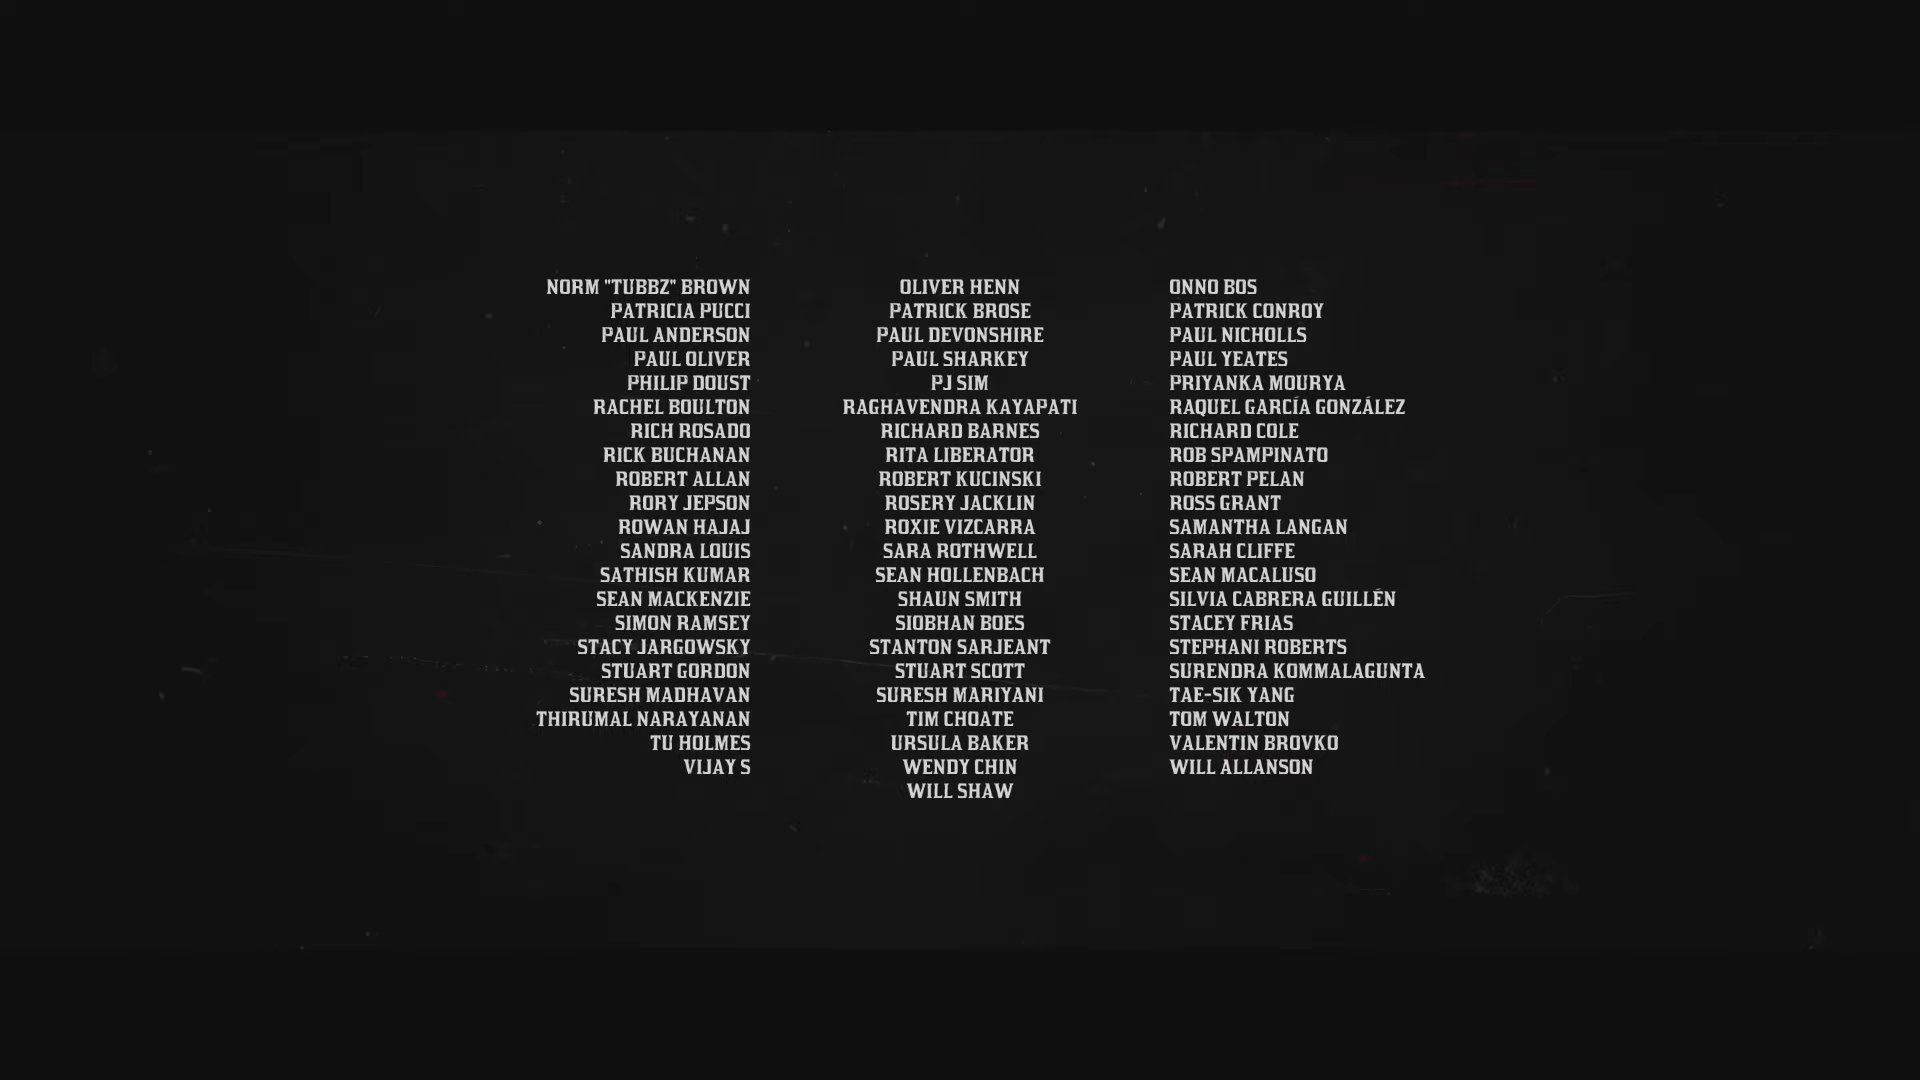 NORM "TUBBZ" BROWN OLIVER HENN ONNO BOS
PATRICIA PUCCI PATRICK BROSE PATRICK CONROY
PAUL ANDERSON PAUL DEVONSHIRE PAUL NICHOLLS
PAUL OLIVER PAUL SHARKEY PAUL YEATES
PHILIP DOUST PJ SIM PRIYANKA MOURYA
RACHEL BOULTON RAGHAVENDRA KAYAPATI RAQUEL GARCÍA GONZÁLEZ
RICH ROSADO RICHARD BARNES RICHARD COLE
RICK BUCHANAN RITA LIBERATOR ROB SPAMPINATO
ROBERT ALLAN ROBERT KUCINSKI ROBERT PELAN
RORY JEPSON ROSERY JACKLIN ROSS GRANT
ROWAN HAJAJ ROXIE VIZCARRA SAMANTHA LANGAN
SANDRA LOUIS SARA ROTHWELL SARAH CLIFFE
SATHISH KUMAR SEAN HOLLENBACH SEAN MACALUSO
SEAN MACKENZIE SHAUN SMITH SILVIA CABRERA GUILLÉN
SIMON RAMSEY SIOBHAN BOES STACEY FRIAS
STACY JARGOWSKY STANTON SARJEANT STEPHANI ROBERTS
STUART GORDON STUART SCOTT SURENDRA KOMMALAGUNTA
SURESH MADHAVAN SURESH MARIYANI TAE-SIK YANG
THIRUMAL NARAYANAN TIM CHOATE TOM WALTON
TU HOLMES URSULA BAKER VALENTIN BROVKO
VIJAY S WENDY CHIN WILL ALLANSON
WILL SHAW